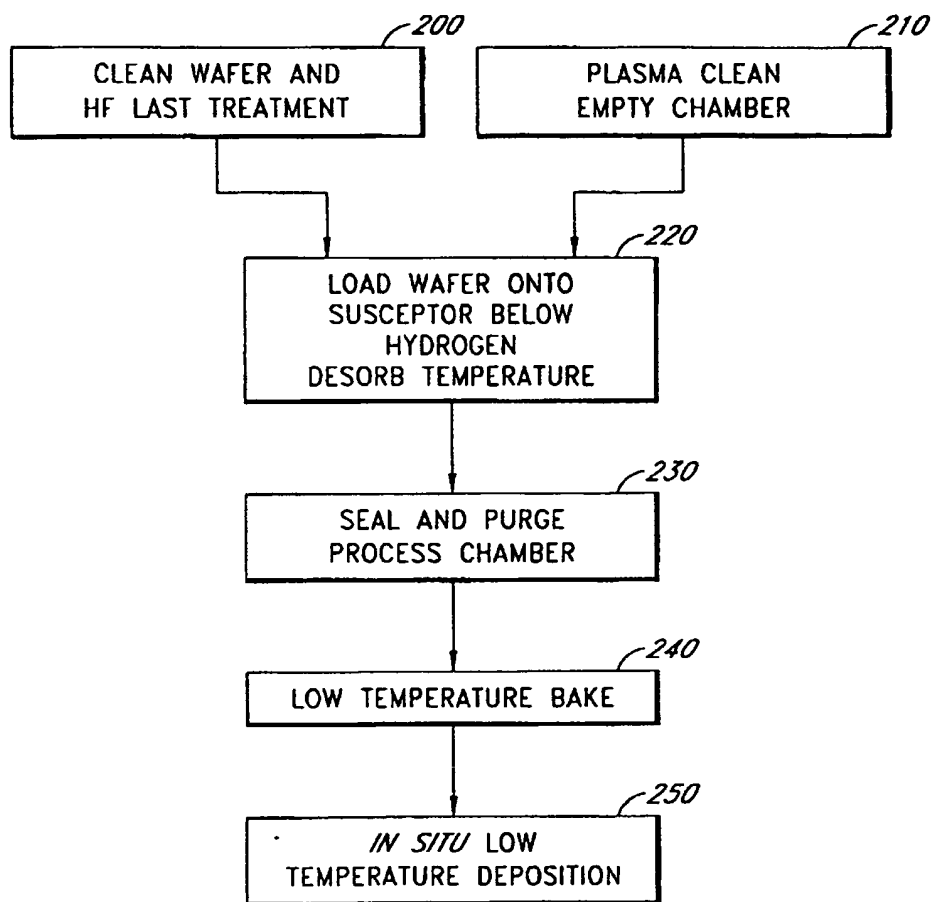 200
CLEAN WAFER AND
HF LAST TREATMENT
210
PLASMA CLEAN
EMPTY CHAMBER
220
LOAD WAFER ONTO
SUSCEPTOR BELOW
HYDROGEN
DESORB TEMPERATURE
230
SEAL AND PURGE
PROCESS CHAMBER
240
LOW TEMPERATURE BAKE
250
IN SITU LOW
TEMPERATURE DEPOSITION